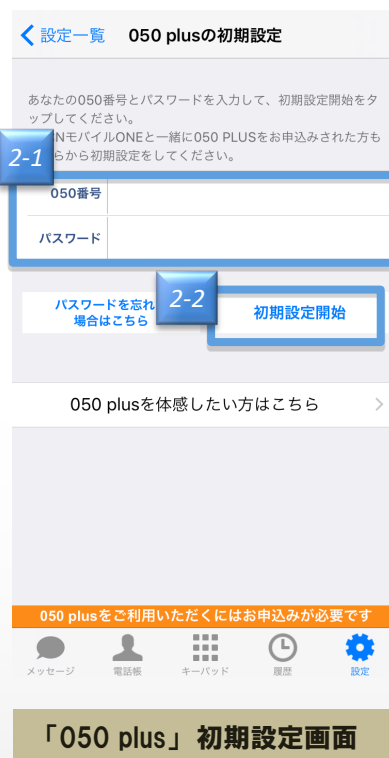 設定一覧 050 plusの初期設定
あなたの050番号とパスワードを入力して、初期設定開始をタ
ップしてください。
NモバイルONEと一緒に050 PLUSをお申込みされた方も
らから初期設定をしてください。
2-1
050番号
パスワード
2-2
パスワードを忘れ
場合はこちら
初期設定開始
050 plusを体感したい方はこちら
050 plusをご利用いただくにはお申込みが必要です
メッセージ 電話帳 キーパッド 履歴 設定
「050 plus」初期設定画面